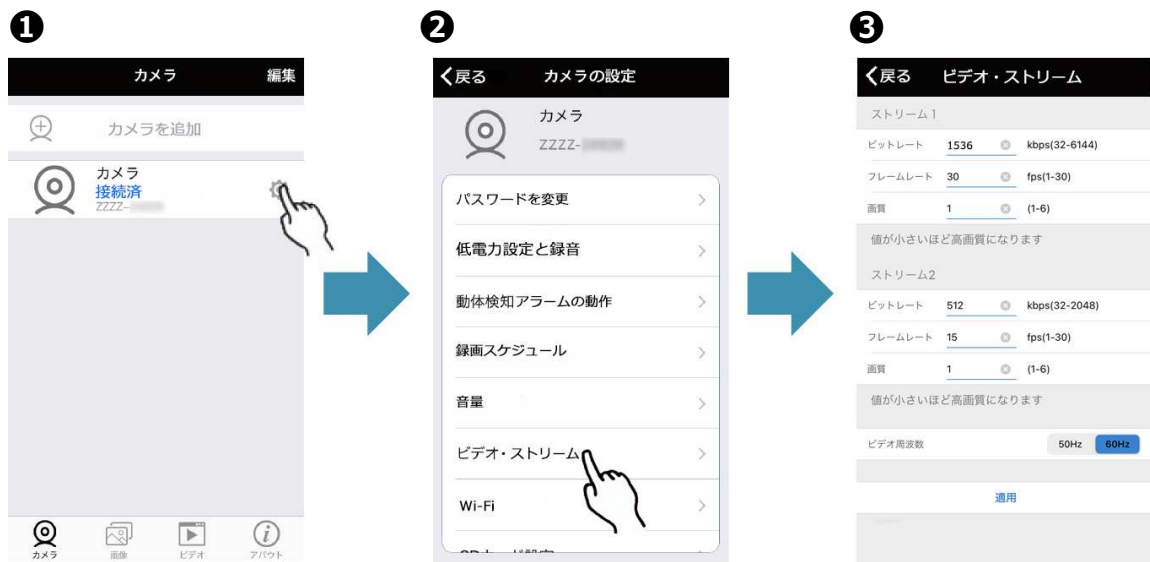 ❶
カメラ 編集
カメラを追加
カメラ
接続済
ZZZZ-
カメラ 画像 ビデオ アバウト
❷
戻る カメラの設定
カメラ
ZZZZ-
パスワードを変更
低電力設定と録音
動体検知アラームの動作
録画スケジュール
音量
ビデオ・ストリーム
Wi-Fi
❸
戻る ビデオ・ストリーム
ストリーム1
ビットレート 1536 kbps(32-6144)
フレームレート 30 fps(1-30)
画質 1 (1-6)
値が小さいほど高画質になります
ストリーム2
ビットレート 512 kbps(32-2048)
フレームレート 15 fps(1-30)
画質 1 (1-6)
値が小さいほど高画質になります
ビデオ周波数 50Hz 60Hz
適用